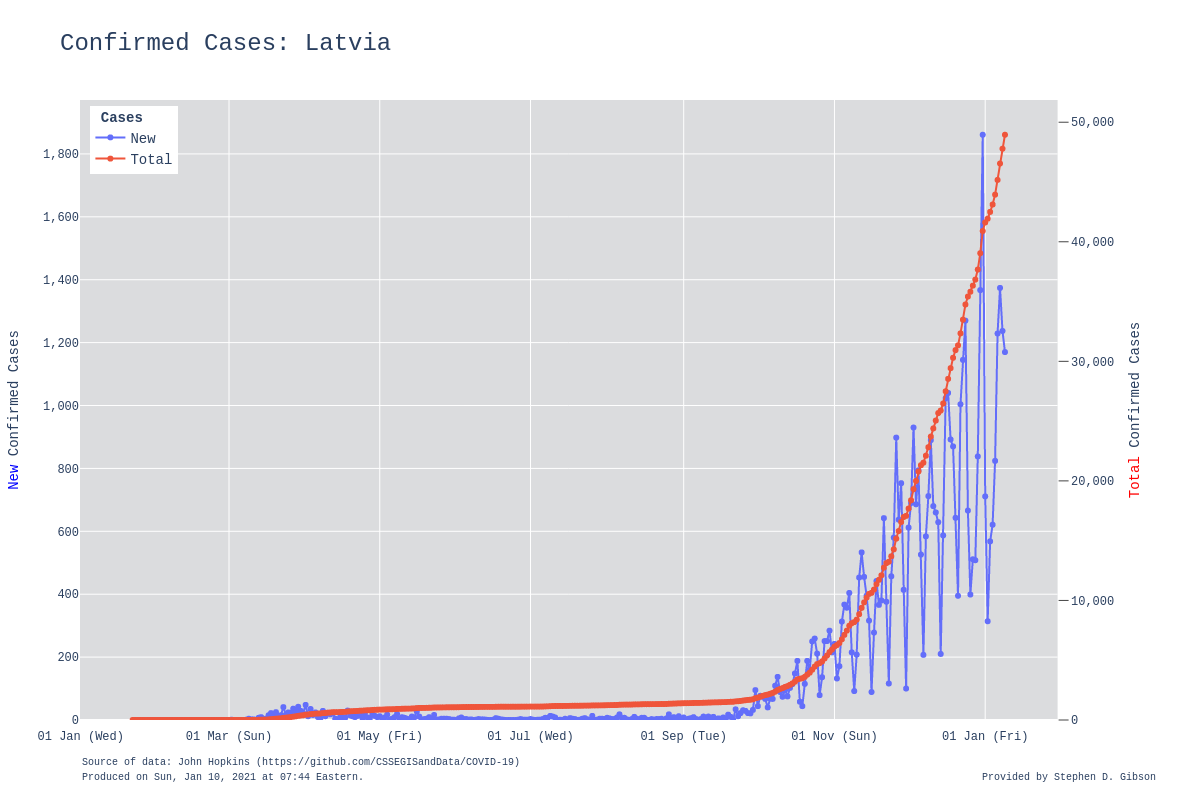 Confirmed Cases: Latvia
Cases
New
Total
1,800
1,600
1,400
1,200
1,000
800
600
400
200
0
50,000
40,000
30,000
20,000
10,000
0
New Confirmed Cases
Total Confirmed Cases
01 Jan (Wed)
01 Mar (Sun)
01 May (Fri)
01 Jul (Wed)
01 Sep (Tue)
01 Nov (Sun)
01 Jan (Fri)
Source of data: John Hopkins (https://github.com/CSSEGISandData/COVID-19)
Produced on Sun, Jan 10, 2021 at 07:44 Eastern.
Provided by Stephen D. Gibson